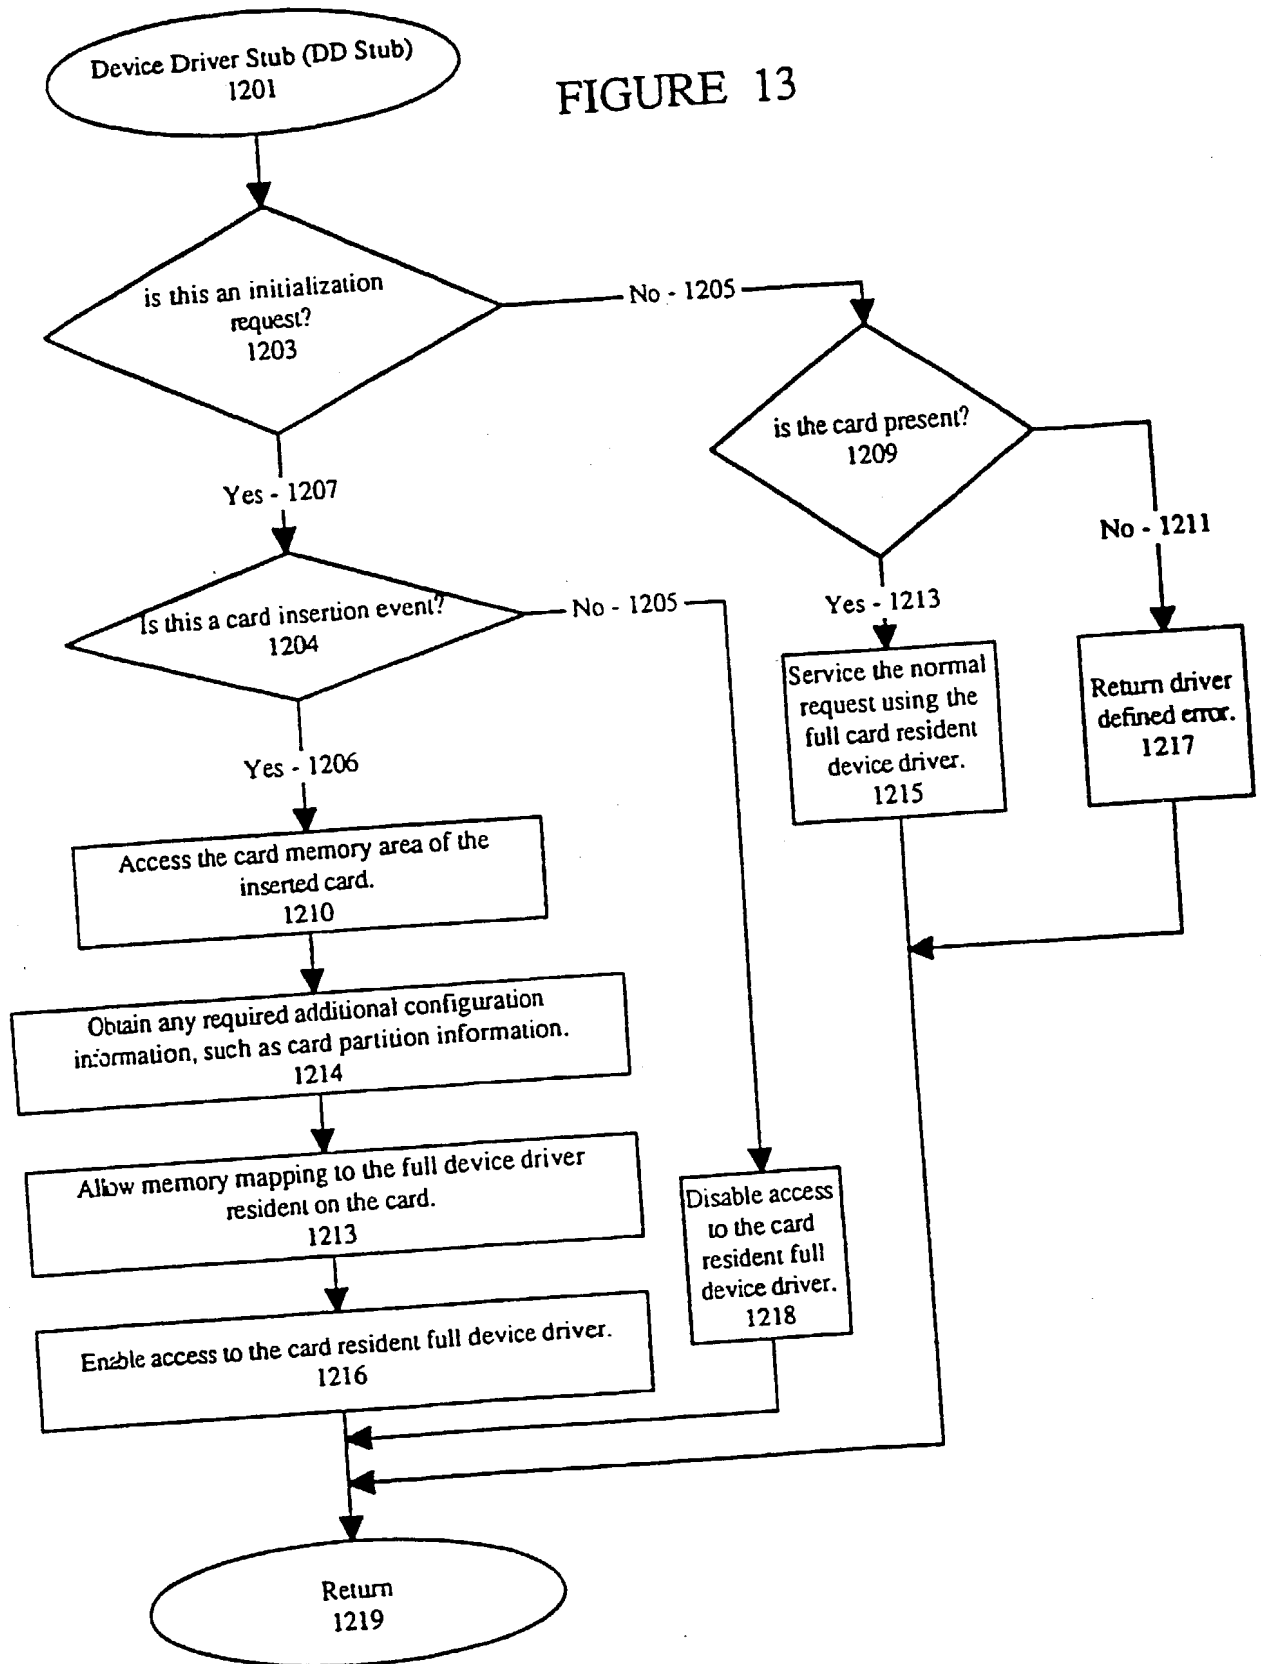 Device Driver Stub (DD Stub)
1201
FIGURE 13
is this an initialization
request?
1203
No - 1205
is the card present?
1209
Yes - 1207
No - 1211
Is this a card insertion event?
1204
No - 1205
Yes - 1213
Service the normal
request using the
full card resident
device driver.
1215
Return driver
defined error.
1217
Yes - 1206
Access the card memory area of the
inserted card.
1210
Obtain any required additional configuration
information, such as card partition information.
1214
Allow memory mapping to the full device driver
resident on the card.
1213
Disable access
to the card
resident full
device driver.
1218
Enable access to the card resident full device driver.
1216
Return
1219